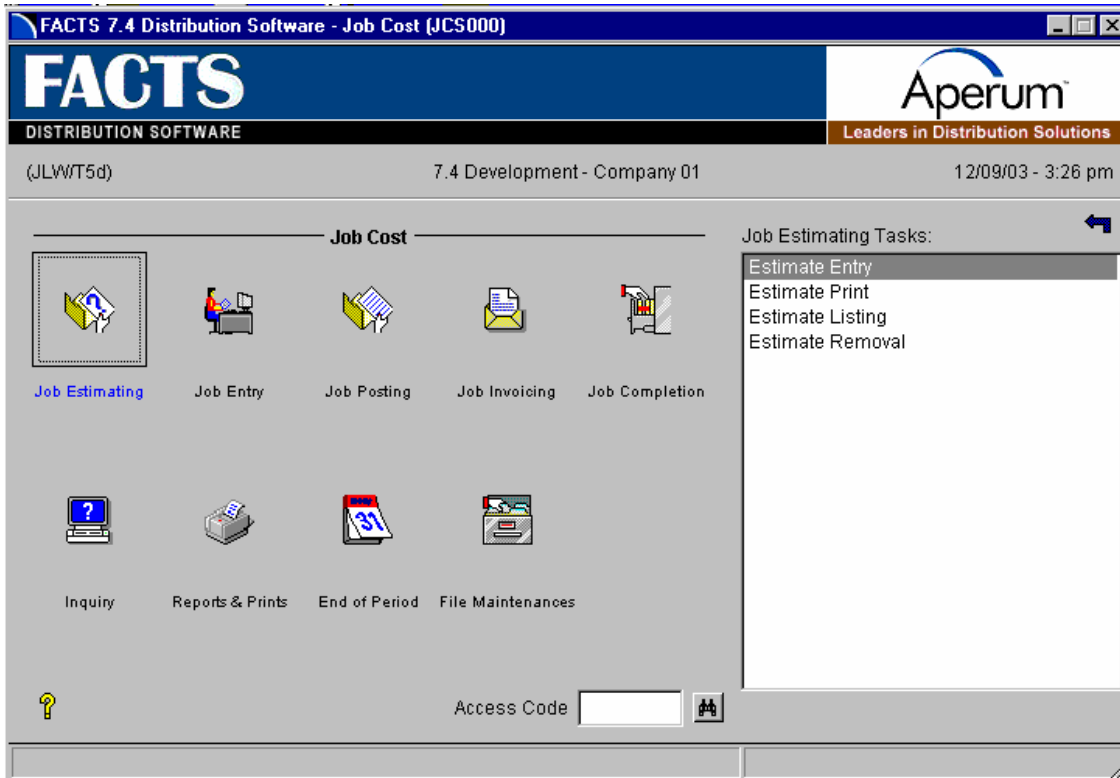 FACTS 7.4 Distribution Software - Job Cost (JCS000)
FACTS
DISTRIBUTION SOFTWARE
Aperum™
Leaders in Distribution Solutions
(JLW/T5d)
7.4 Development - Company 01
12/09/03 - 3:26 pm
Job Cost
Job Estimating
Job Entry
Job Posting
Job Invoicing
Job Completion
?
31
Inquiry
Reports & Prints
End of Period
File Maintenances
Access Code
Job Estimating Tasks:
Estimate Entry
Estimate Print
Estimate Listing
Estimate Removal